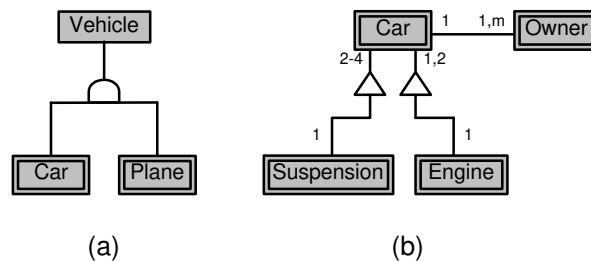 Vehicle
Car
Plane
(a)
Car
1
1,m
Owner
2-4
1,2
1
1
Suspension
Engine
(b)